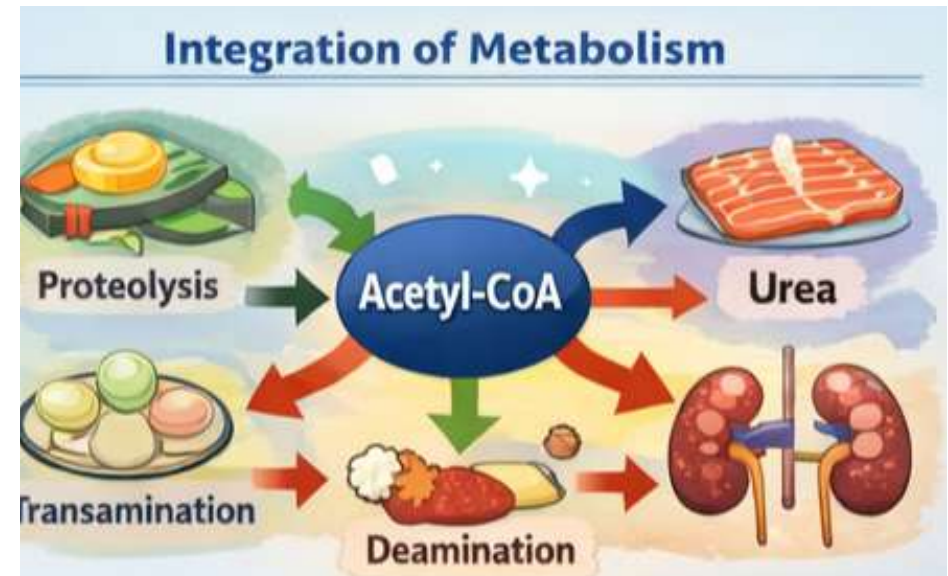 Integration of Metabolism
Proteolysis
Acetyl-CoA
Urea
Transamination
Deamination